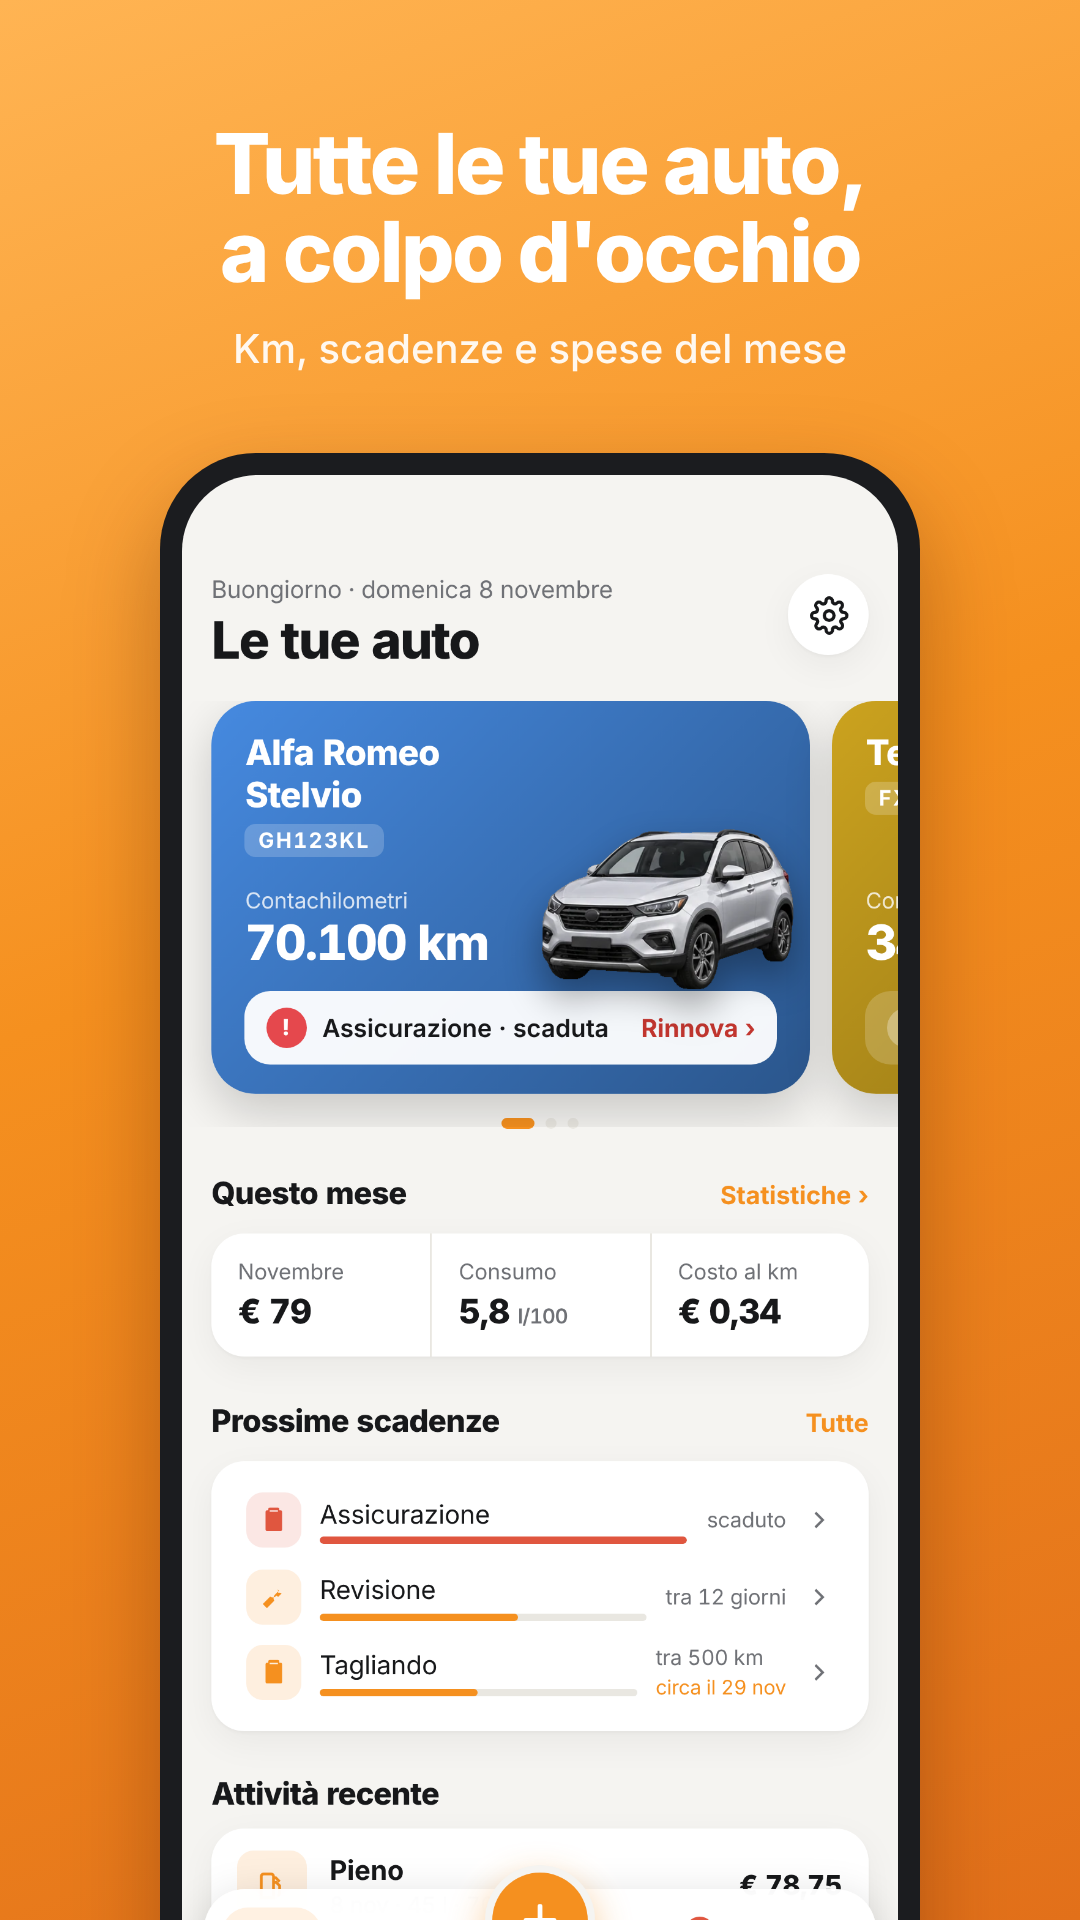 Tutte le tue auto,
a colpo d'occhio
Km, scadenze e spese del mese
Buongiorno · domenica 8 novembre
Le tue auto
Alfa Romeo
Stelvio
GH123KL
Contachilometri
70.100 km
! Assicurazione · scaduta Rinnova ›
Questo mese
Statistiche ›
Novembre
€ 79
Consumo
5,8 l/100
Costo al km
€ 0,34
Prossime scadenze
Tutte
Assicurazione
scaduto
Revisione
tra 12 giorni
Tagliando
tra 500 km
circa il 29 nov
Attività recente
Pieno
€ 78,75